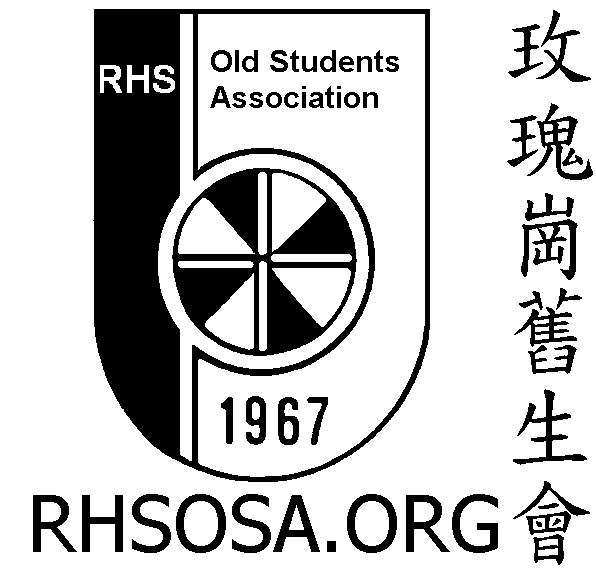 RHS
Old Students
Association
1967
RHSOSA.ORG
玫瑰崗舊生會